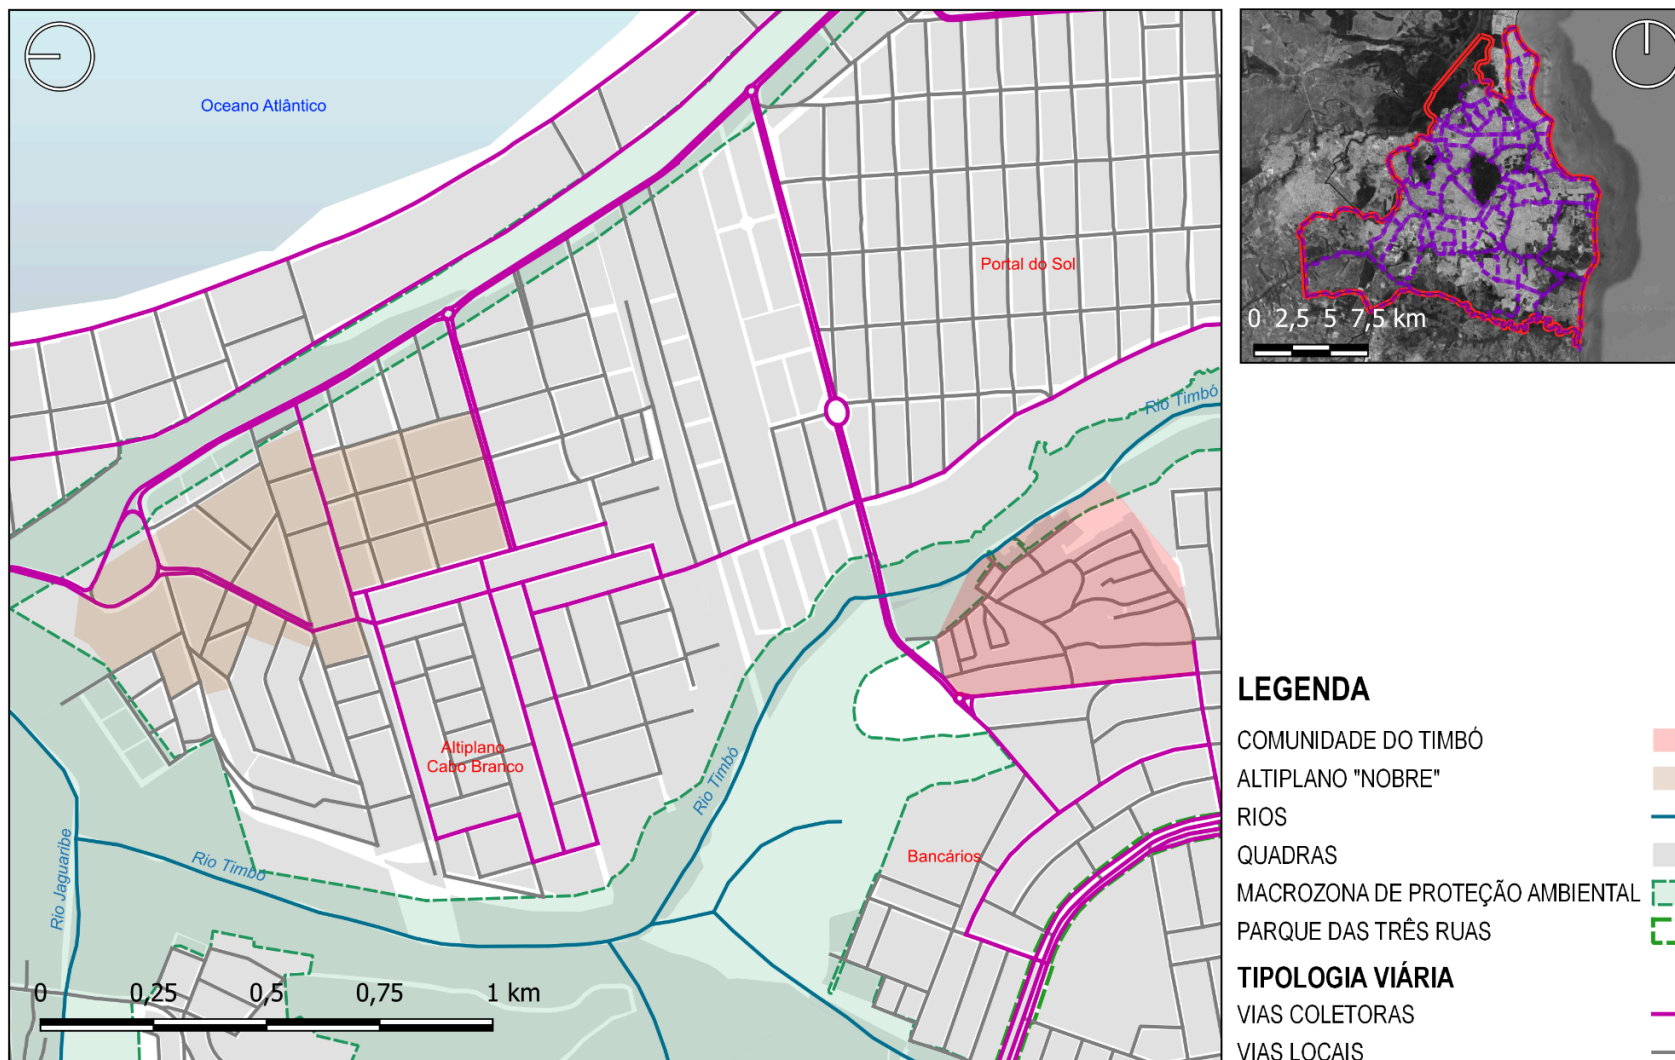 Oceano Atlântico
Portal do Sol
Rio Timbó
Altiplano
Cabo Branco
Rio Timbó
Rio Jaguaribe
Rio Timbó
Bancários
0 0,25 0,5 0,75 1 km
0 2,5 5 7,5 km
LEGENDA
COMUNIDADE DO TIMBÓ
ALTIPLANO "NOBRE"
RIOS
QUADRAS
MACROZONA DE PROTEÇÃO AMBIENTAL
PARQUE DAS TRÊS RUAS
TIPOLOGIA VIÁRIA
VIAS COLETORAS
VIAS LOCAIS